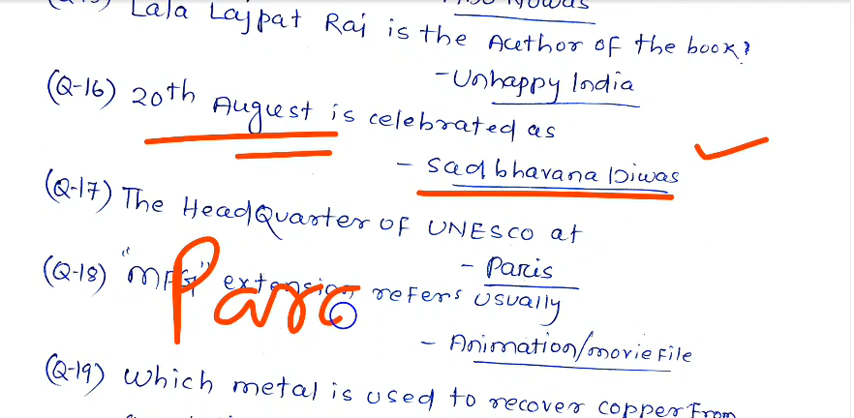 Lala Lajpat Rai is the Author of the book?
- Unhappy India
(Q-16) 20th August is celebrated as
- Sadbhavana Diwas
(Q-17) The HeadQuarter of UNESCO at
- Paris
(Q-18) "MPG" extension refers usually
Par
- Animation/movie File
(Q-19) Which metal is used to recover copper From